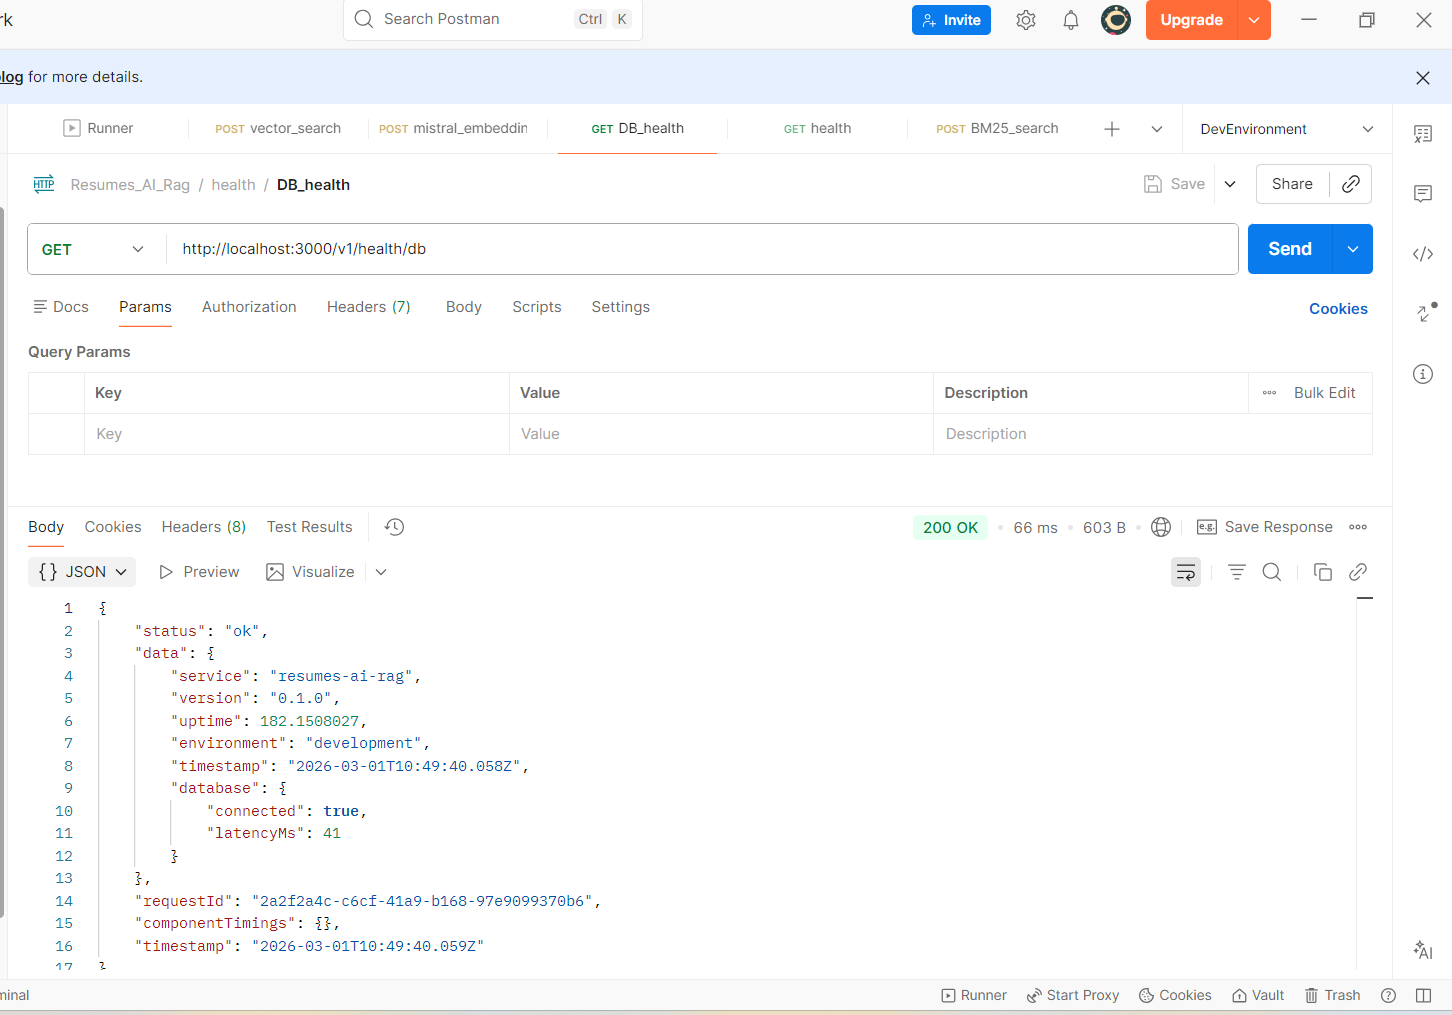 rk
Search Postman Ctrl K Invite Upgrade
log for more details.
Runner POST vector_search POST mistral_embeddin GET DB_health GET health POST BM25_search DevEnvironment
HTTP Resumes_AI_Rag / health / DB_health Save Share
GET http://localhost:3000/v1/health/db Send
Docs Params Authorization Headers (7) Body Scripts Settings Cookies
Query Params
Key Value Description Bulk Edit
Key Value Description
Body Cookies Headers (8) Test Results 200 OK 66 ms 603 B e.g. Save Response
{} JSON Preview Visualize
1 {
2 "status": "ok",
3 "data": {
4 "service": "resumes-ai-rag",
5 "version": "0.1.0",
6 "uptime": 182.1508027,
7 "environment": "development",
8 "timestamp": "2026-03-01T10:49:40.058Z",
9 "database": {
10 "connected": true,
11 "latencyMs": 41
12 }
13 },
14 "requestId": "2a2f2a4c-c6cf-41a9-b168-97e9099370b6",
15 "componentTimings": {},
16 "timestamp": "2026-03-01T10:49:40.059Z"
17 }
AI
minal Runner Start Proxy Cookies Vault Trash